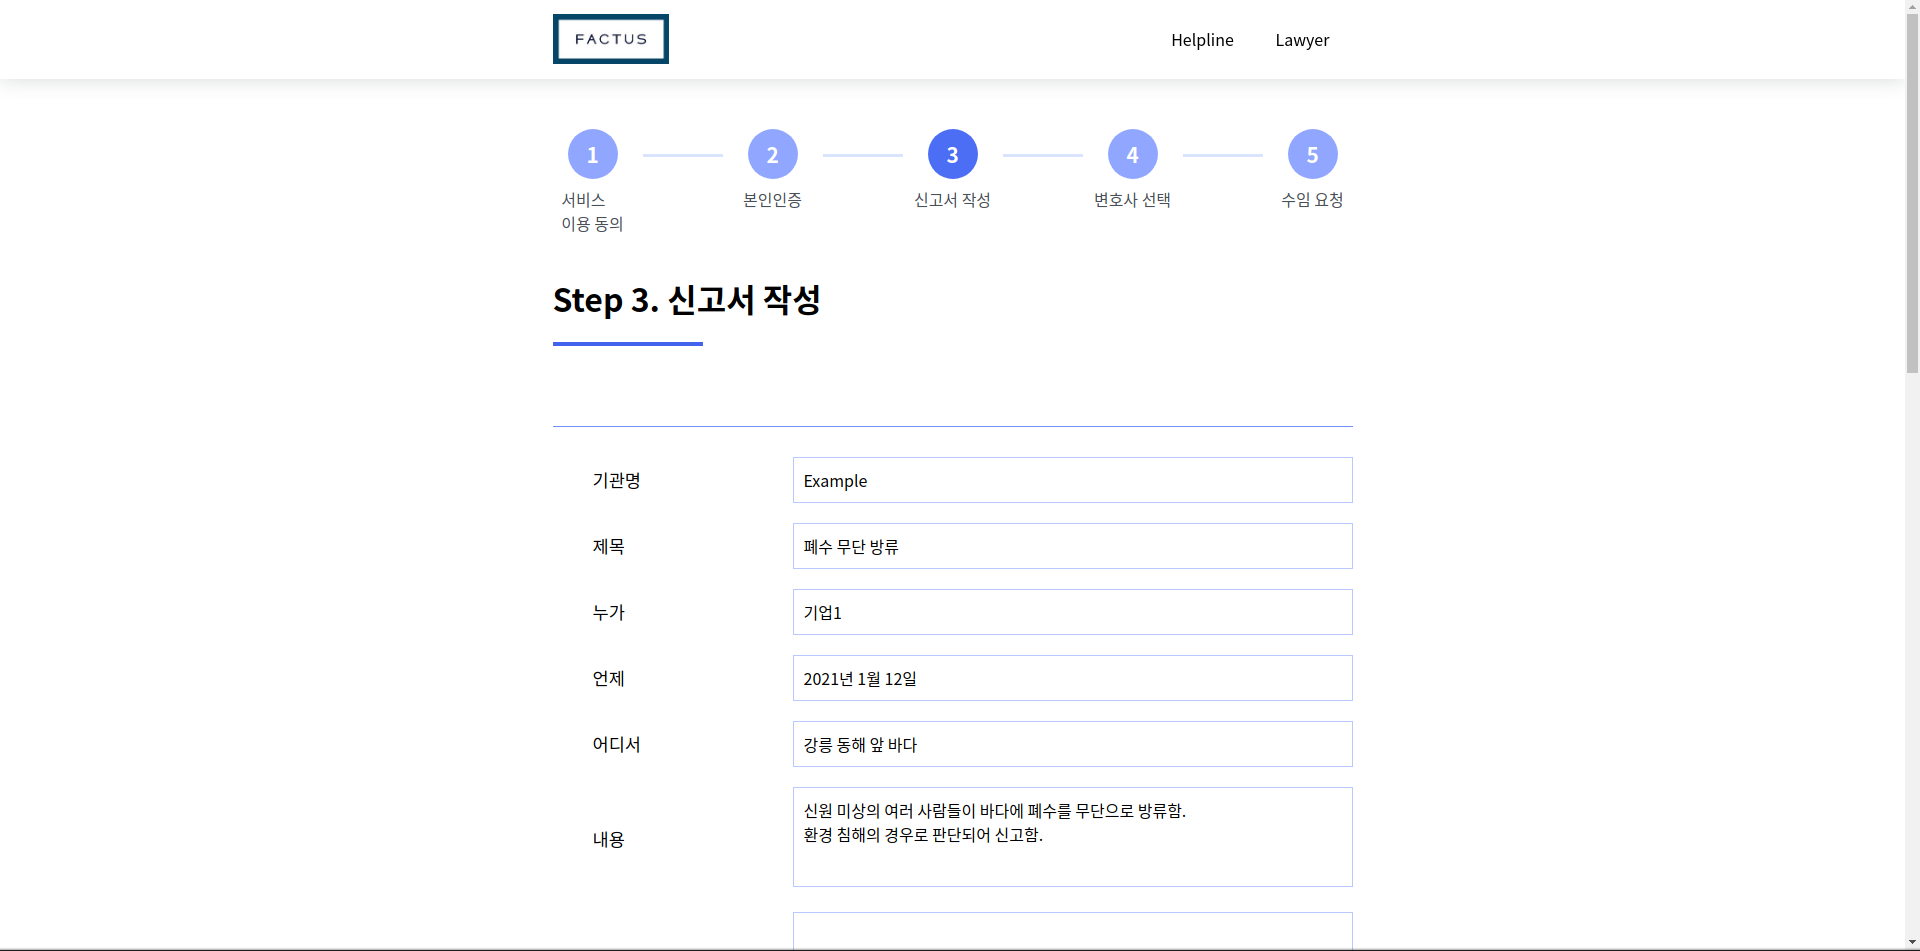 FACTUS
Helpline
Lawyer
1
2
3
4
5
서비스
이용 동의
본인인증
신고서 작성
변호사 선택
수임 요청
Step 3. 신고서 작성
기관명
Example
제목
폐수 무단 방류
누가
기업1
언제
2021년 1월 12일
어디서
강릉 동해 앞 바다
내용
신원 미상의 여러 사람들이 바다에 폐수를 무단으로 방류함.
환경 침해의 경우로 판단되어 신고함.